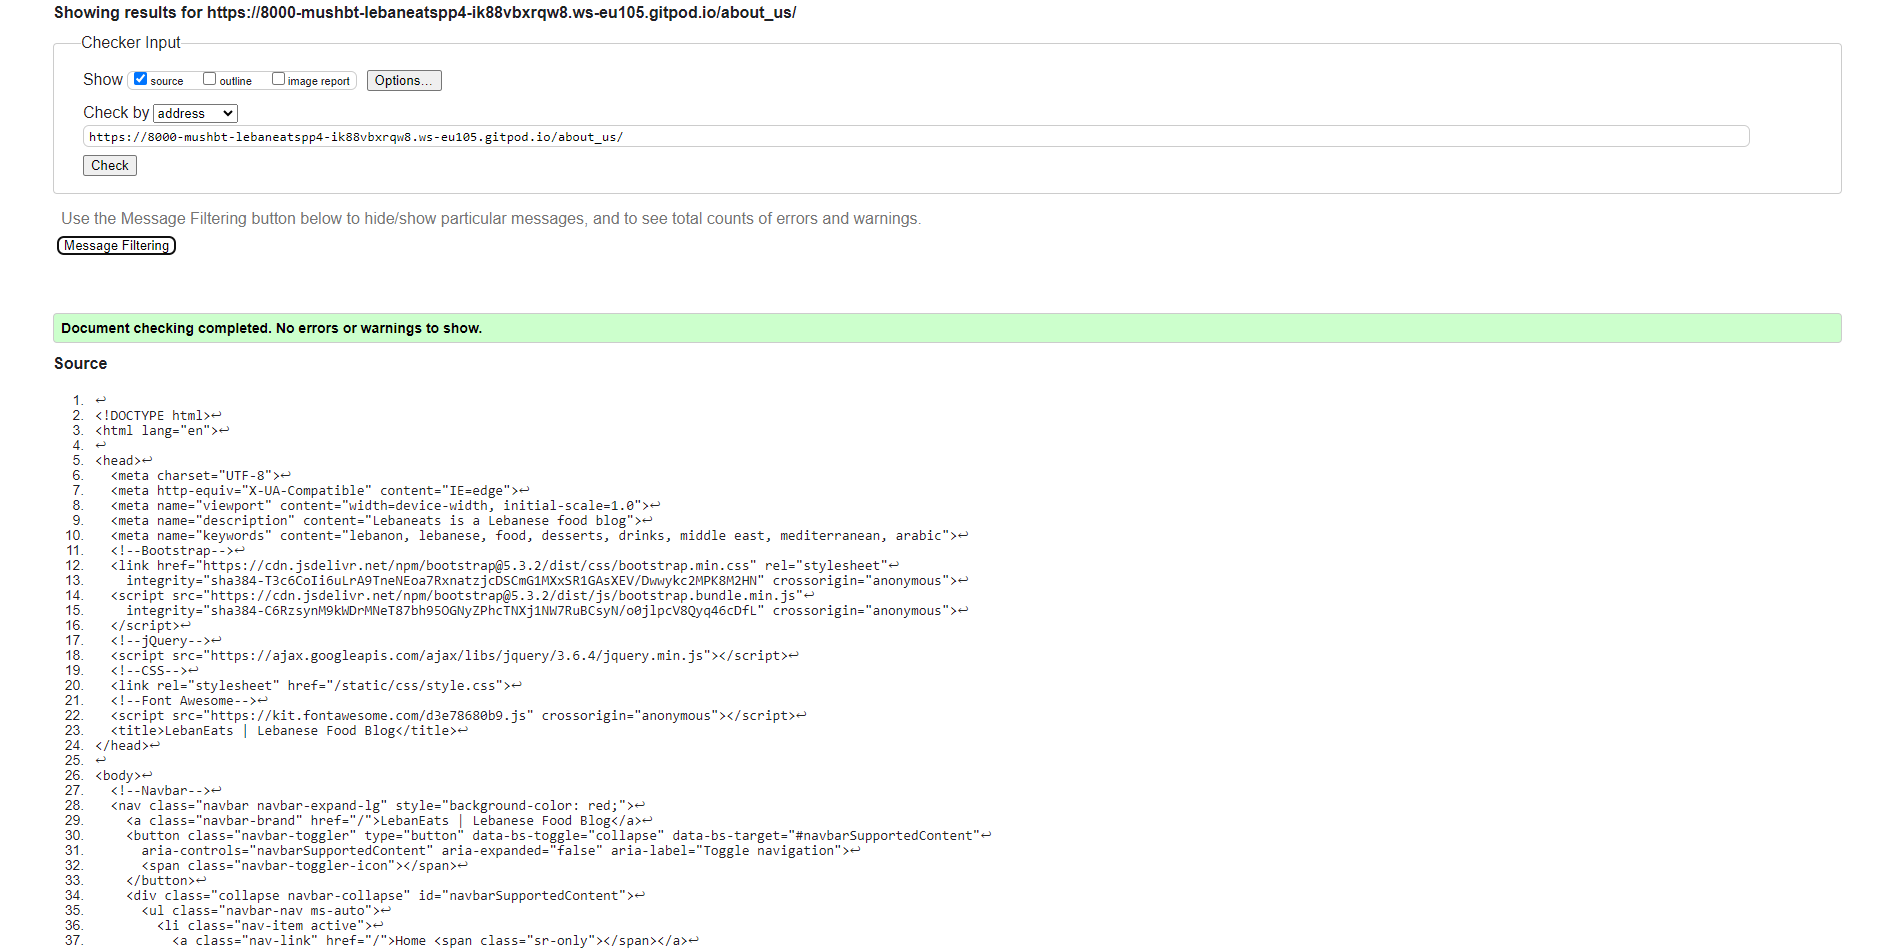 Showing results for https://8000-mushbt-lebaneatspp4-ik88vbxrqw8.ws-eu105.gitpod.io/about_us/
Checker Input
Show source outline image report Options...
Check by address
https://8000-mushbt-lebaneatspp4-ik88vbxrqw8.ws-eu105.gitpod.io/about_us/
Check
Use the Message Filtering button below to hide/show particular messages, and to see total counts of errors and warnings.
Message Filtering
Document checking completed. No errors or warnings to show.
Source
1. ↩
2. <!DOCTYPE html>↩
3. <html lang="en">↩
4. ↩
5. <head>↩
6. <meta charset="UTF-8">↩
7. <meta http-equiv="X-UA-Compatible" content="IE=edge">↩
8. <meta name="viewport" content="width=device-width, initial-scale=1.0">↩
9. <meta name="description" content="Lebaneats is a Lebanese food blog">↩
10. <meta name="keywords" content="lebanon, lebanese, food, desserts, drinks, middle east, mediterranean, arabic">↩
11. <!--Bootstrap-->↩
12. <link href="https://cdn.jsdelivr.net/npm/bootstrap@5.3.2/dist/css/bootstrap.min.css" rel="stylesheet"↩
13. integrity="sha384-T3c6CoIi6uLrA9TneNEoa7RxnatzjcDSCmG1MXxSR1GAsXEV/Dwwykc2MPK8M2HN" crossorigin="anonymous">↩
14. <script src="https://cdn.jsdelivr.net/npm/bootstrap@5.3.2/dist/js/bootstrap.bundle.min.js"↩
15. integrity="sha384-C6RzsynM9kWDrMNeT87bh95OGNyZPhcTNXj1NW7RuBCsyN/o0jlpcV8Qyq46cDfL" crossorigin="anonymous">↩
16. </script>↩
17. <!--jQuery-->↩
18. <script src="https://ajax.googleapis.com/ajax/libs/jquery/3.6.4/jquery.min.js"></script>↩
19. <!--CSS-->↩
20. <link rel="stylesheet" href="/static/css/style.css">↩
21. <!--Font Awesome-->↩
22. <script src="https://kit.fontawesome.com/d3e78680b9.js" crossorigin="anonymous"></script>↩
23. <title>LebanEats | Lebanese Food Blog</title>↩
24. </head>↩
25. ↩
26. <body>↩
27. <!--Navbar-->↩
28. <nav class="navbar navbar-expand-lg" style="background-color: red;">↩
29. <a class="navbar-brand" href="/">LebanEats | Lebanese Food Blog</a>↩
30. <button class="navbar-toggler" type="button" data-bs-toggle="collapse" data-bs-target="#navbarSupportedContent"↩
31. aria-controls="navbarSupportedContent" aria-expanded="false" aria-label="Toggle navigation">↩
32. <span class="navbar-toggler-icon"></span>↩
33. </button>↩
34. <div class="collapse navbar-collapse" id="navbarSupportedContent">↩
35. <ul class="navbar-nav ms-auto">↩
36. <li class="nav-item active">↩
37. <a class="nav-link" href="/">Home <span class="sr-only"></span></a>↩